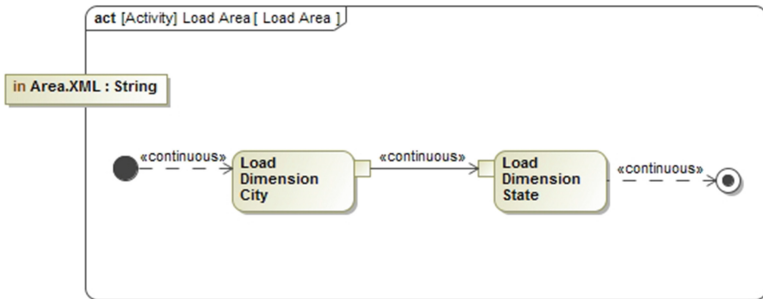 act [Activity] Load Area [ Load Area ]
in Area.XML : String
«continuous»
Load
Dimension
City
«continuous»
Load
Dimension
State
«continuous»